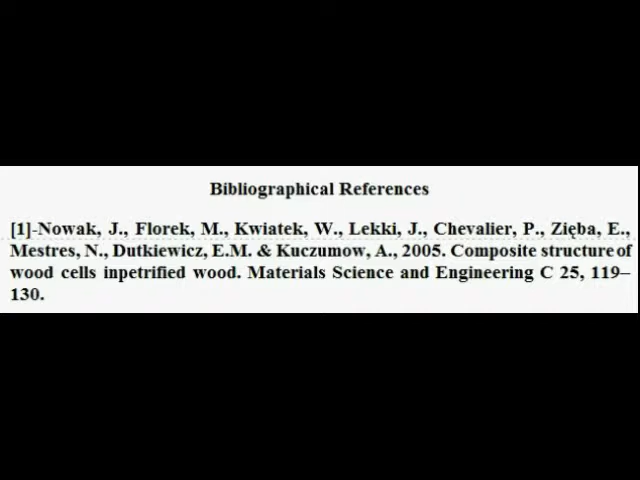 Bibliographical References
[1]-Nowak, J., Florek, M., Kwiatek, W., Lekki, J., Chevalier, P., Zięba, E.,
Mestres, N., Dutkiewicz, E.M. & Kuczumow, A., 2005. Composite structure of
wood cells inpetrified wood. Materials Science and Engineering C 25, 119–
130.